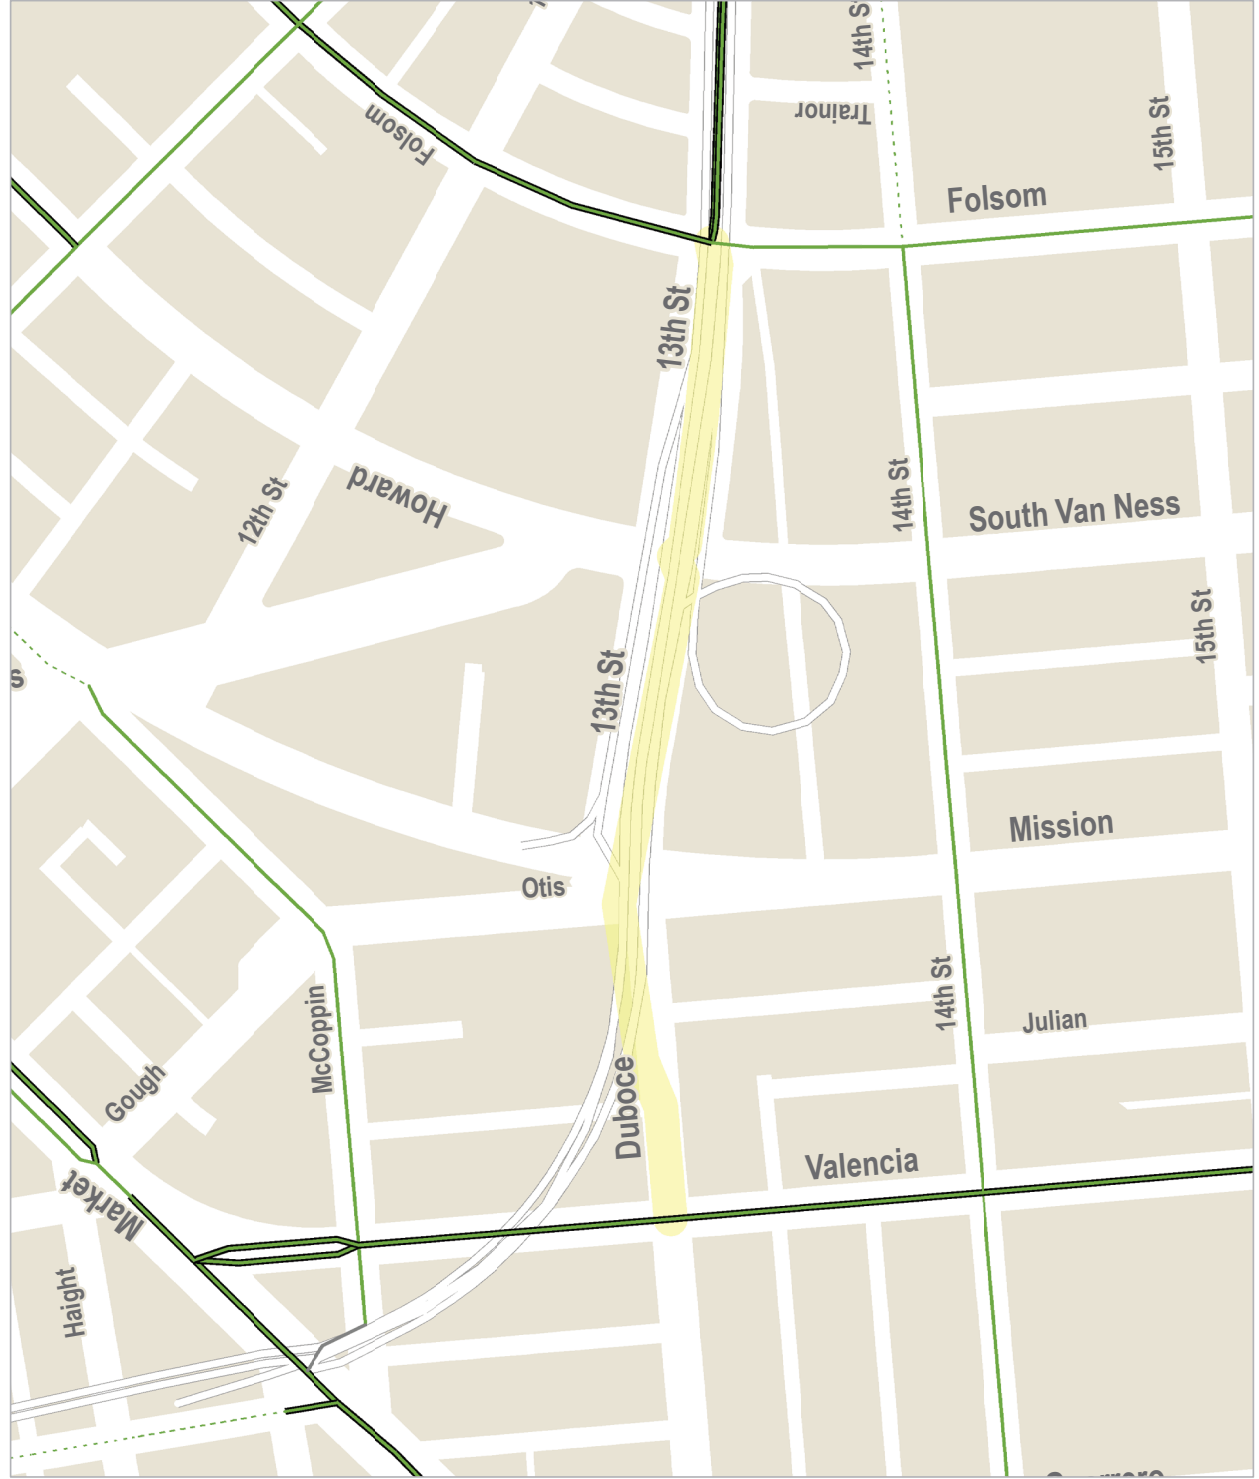 14th St
Trainor
Folsom
15th St
Folsom
13th St
14th St
South Van Ness
Howard
12th St
15th St
13th St
s
Mission
Otis
14th St
Julian
McCoppin
Gough
Duboce
Valencia
Market
Haight